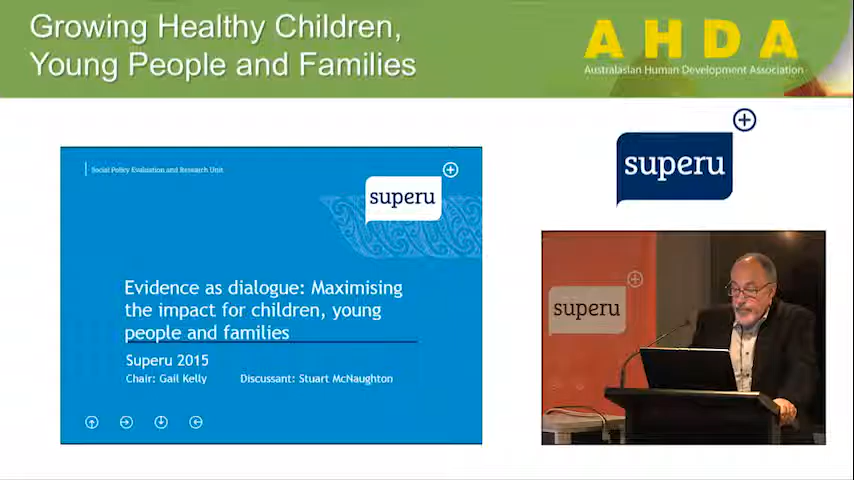 Growing Healthy Children,
Young People and Families
AHDA
Australasian Human Development Association
superu
Social Policy Evaluation and Research Unit
superu
Evidence as dialogue: Maximising
the impact for children, young
people and families
Superu 2015
Chair: Gail Kelly Discussant: Stuart McNaughton
superu